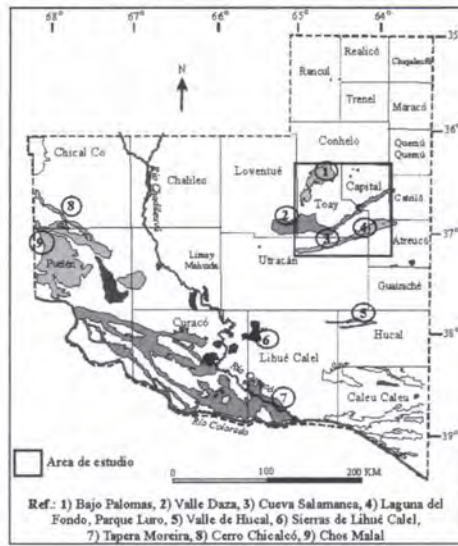 68° 67° 66° 65° 64° 35°
Realicó
Rancul
Trenel
Maracó
N
36°
Conhelo
Quemú
Quemú
Chical Co
Chalileo
Loventué
1
Capital
Catriló
Toay
8
2
9
3
4
37°
Atreucó
Puelén
Limay
Mahuida
Utracán
Guatraché
5
Curacó
6
Hucal
38°
Lihué Calel
7
Caleu Caleu
Río Colorado
39°
Area de estudio
0 100 200 KM
Ref.: 1) Bajo Palomas, 2) Valle Daza, 3) Cueva Salamanca, 4) Laguna del
Fondo, Parque Luro, 5) Valle de Hucal, 6) Sierras de Lihué Calel,
7) Tapera Moreira, 8) Cerro Chicalcó, 9) Chos Malal